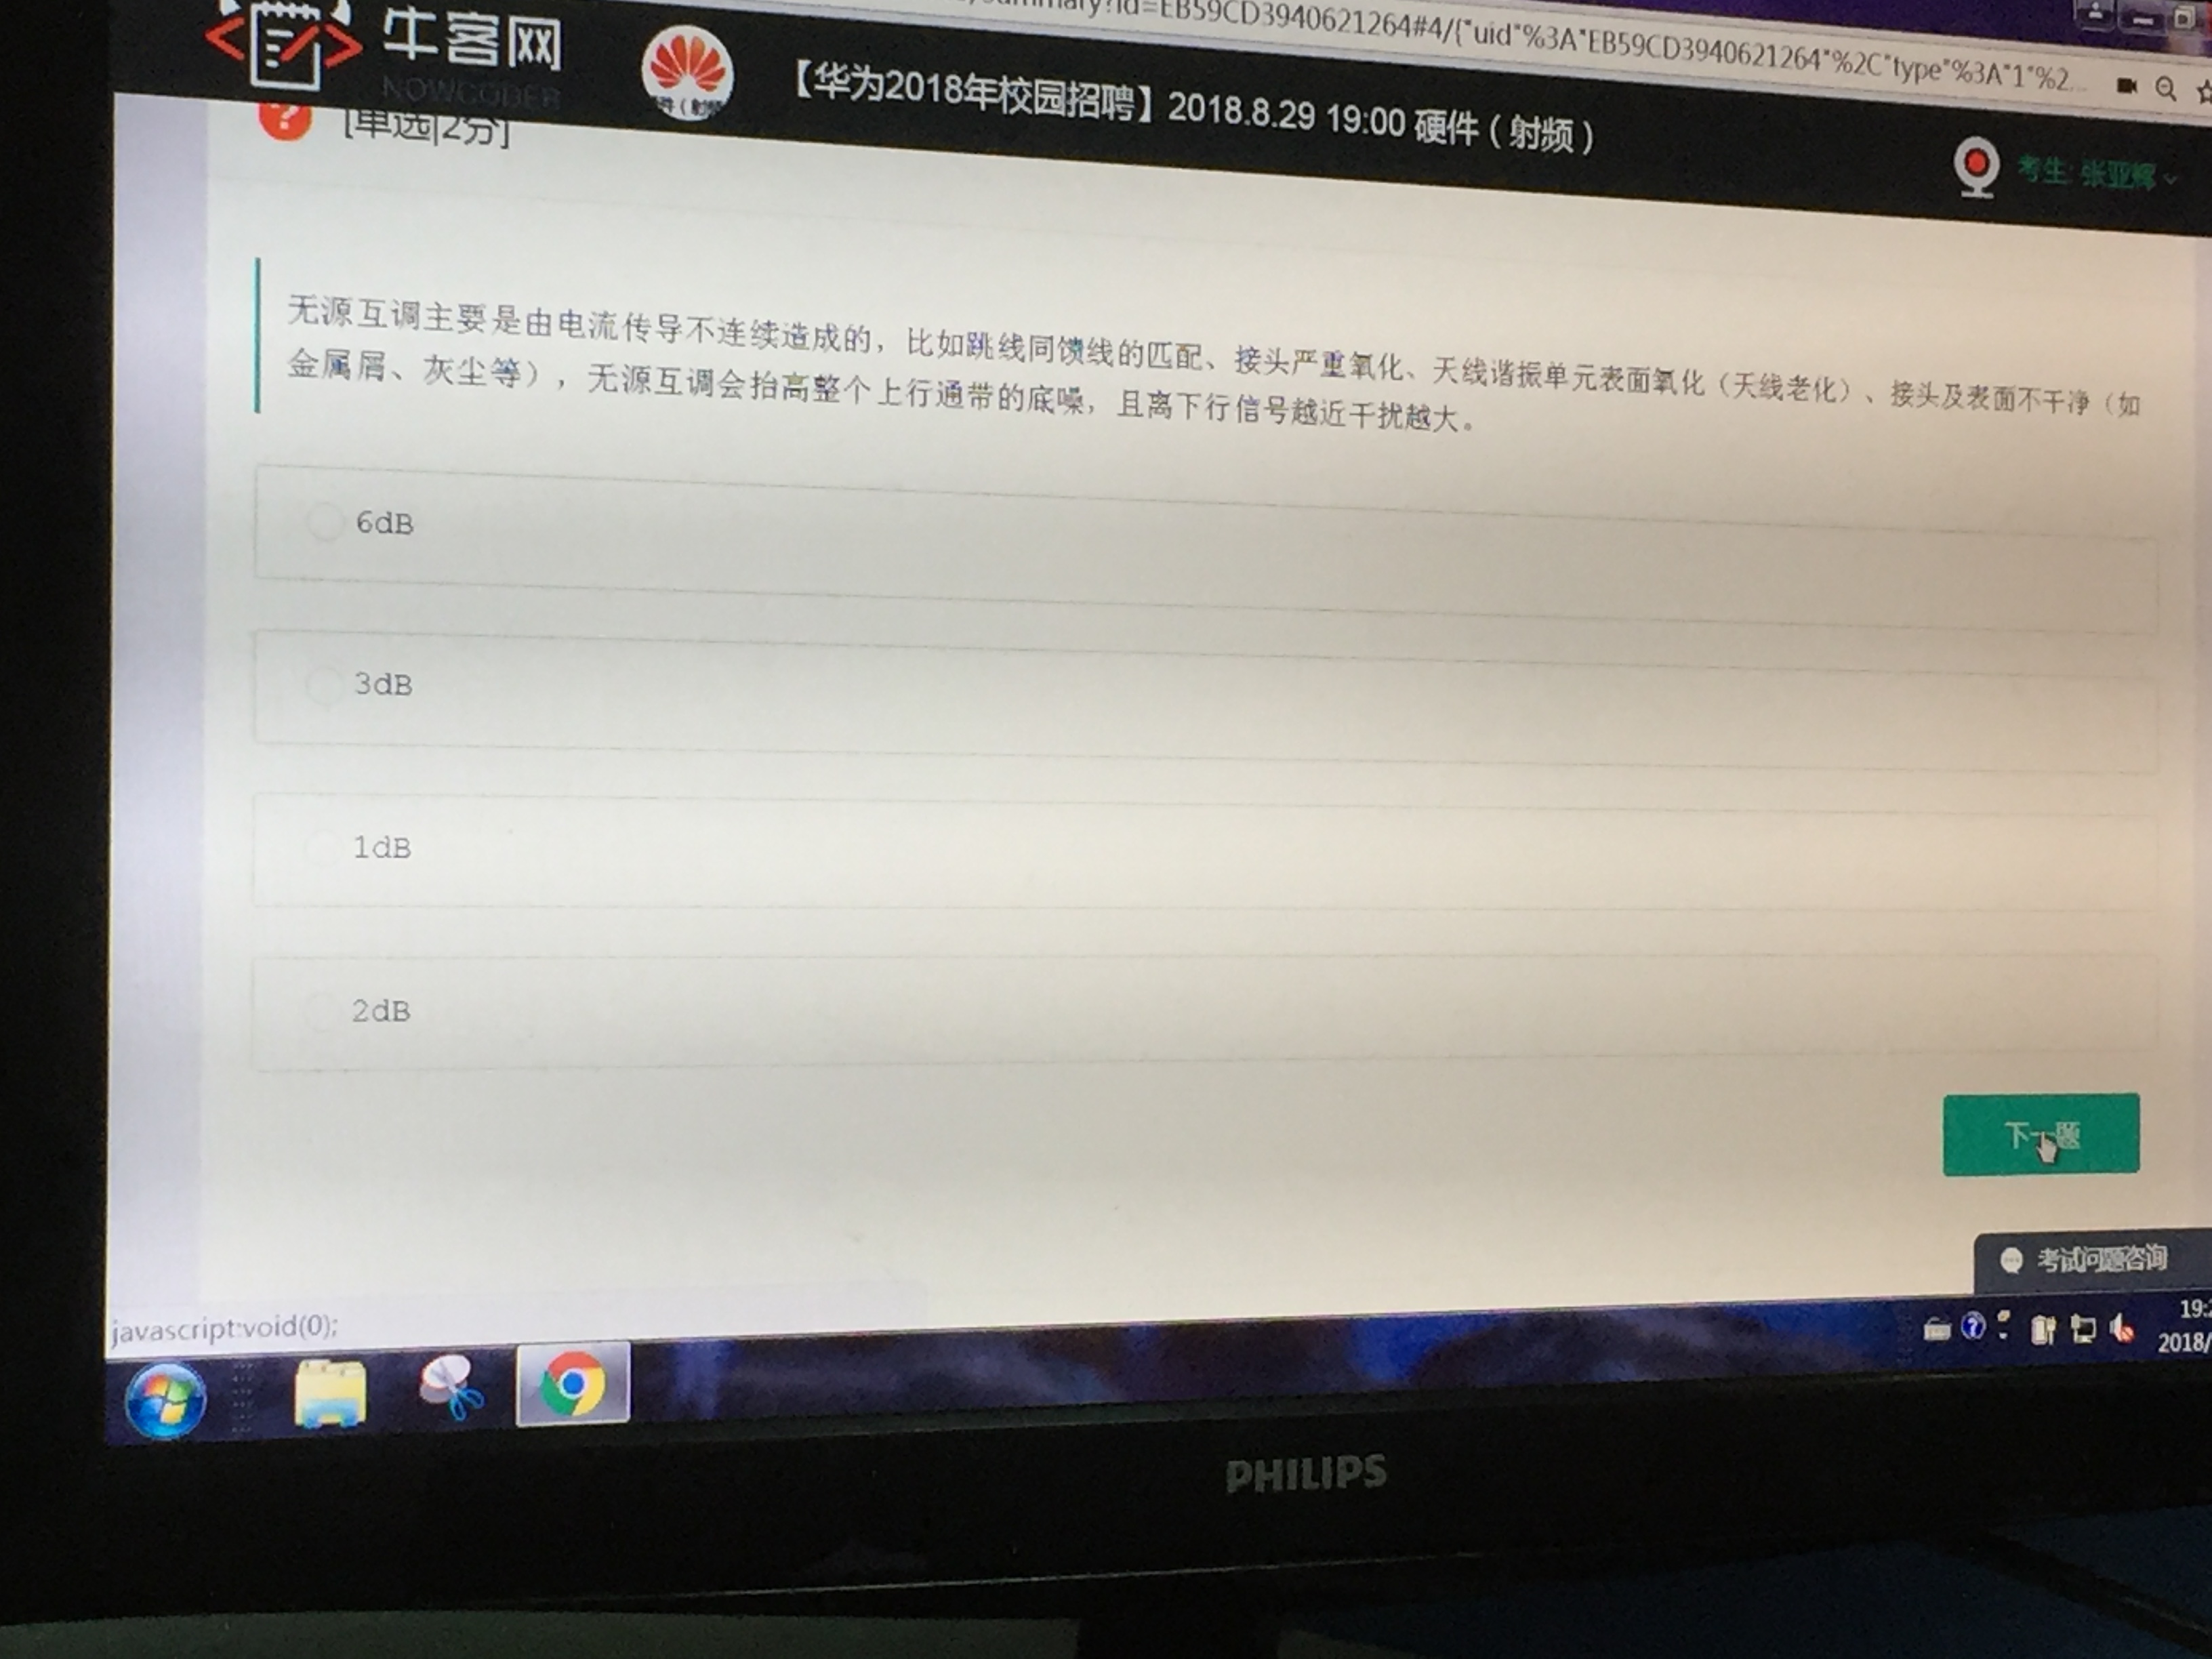 summary?id=EB59CD3940621264#4/{"uid"%3A"EB59CD3940621264"%2C"type"%3A"1"%2...
牛客网
NOWCODER
【华为2018年校园招聘】2018.8.29 19:00 硬件（射频）
考生: 张亚辉
[单选|2分]
无源互调主要是由电流传导不连续造成的，比如跳线同馈线的匹配、接头严重氧化、天线谐振单元表面氧化（天线老化）、接头及表面不干净（如
金属屑、灰尘等），无源互调会抬高整个上行通带的底噪，且离下行信号越近干扰越大。
6dB
3dB
1dB
2dB
下一题
考试问题咨询
javascript:void(0);
19:
2018/
PHILIPS